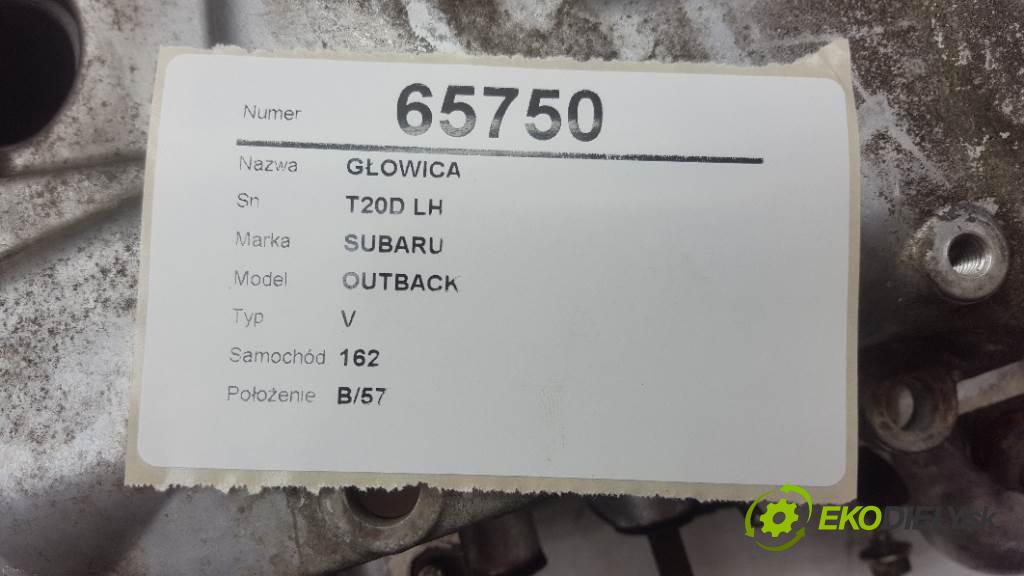 Numer 65750
Nazwa GŁOWICA
Sn T20D LH
Marka SUBARU
Model OUTBACK
Typ V
Samochód 162
Położenie B/57
EKODIELY.SK